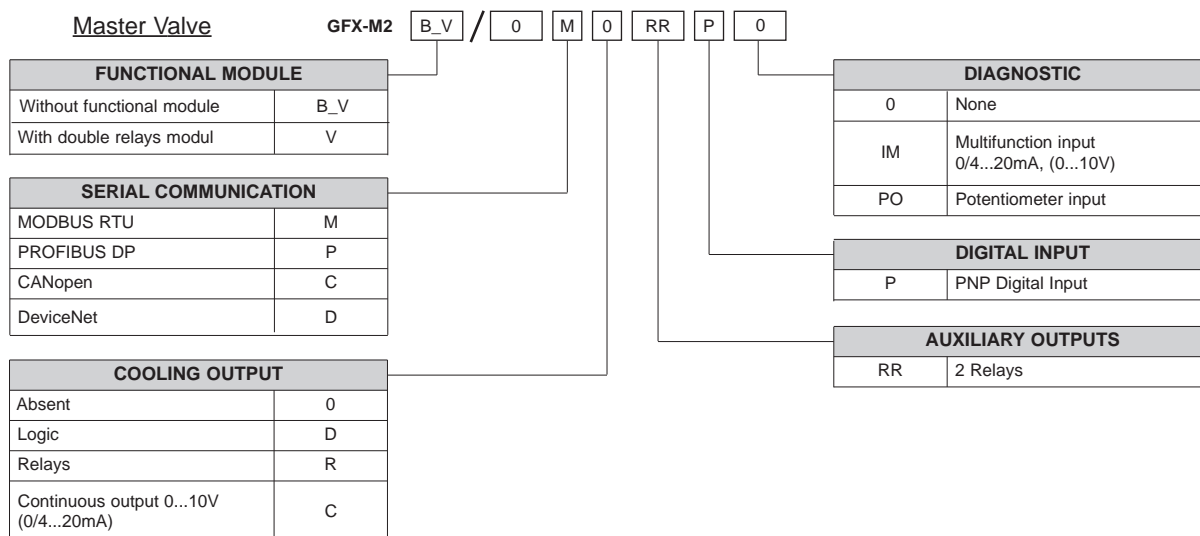 Master Valve
GFX-M2 B_V / 0 M 0 RR P 0
FUNCTIONAL MODULE
Without functional module B_V
With double relays modul V
SERIAL COMMUNICATION
MODBUS RTU M
PROFIBUS DP P
CANopen C
DeviceNet D
COOLING OUTPUT
Absent 0
Logic D
Relays R
Continuous output 0...10V
(0/4...20mA) C
DIAGNOSTIC
0 None
IM Multifunction input
0/4...20mA, (0...10V)
PO Potentiometer input
DIGITAL INPUT
P PNP Digital Input
AUXILIARY OUTPUTS
RR 2 Relays